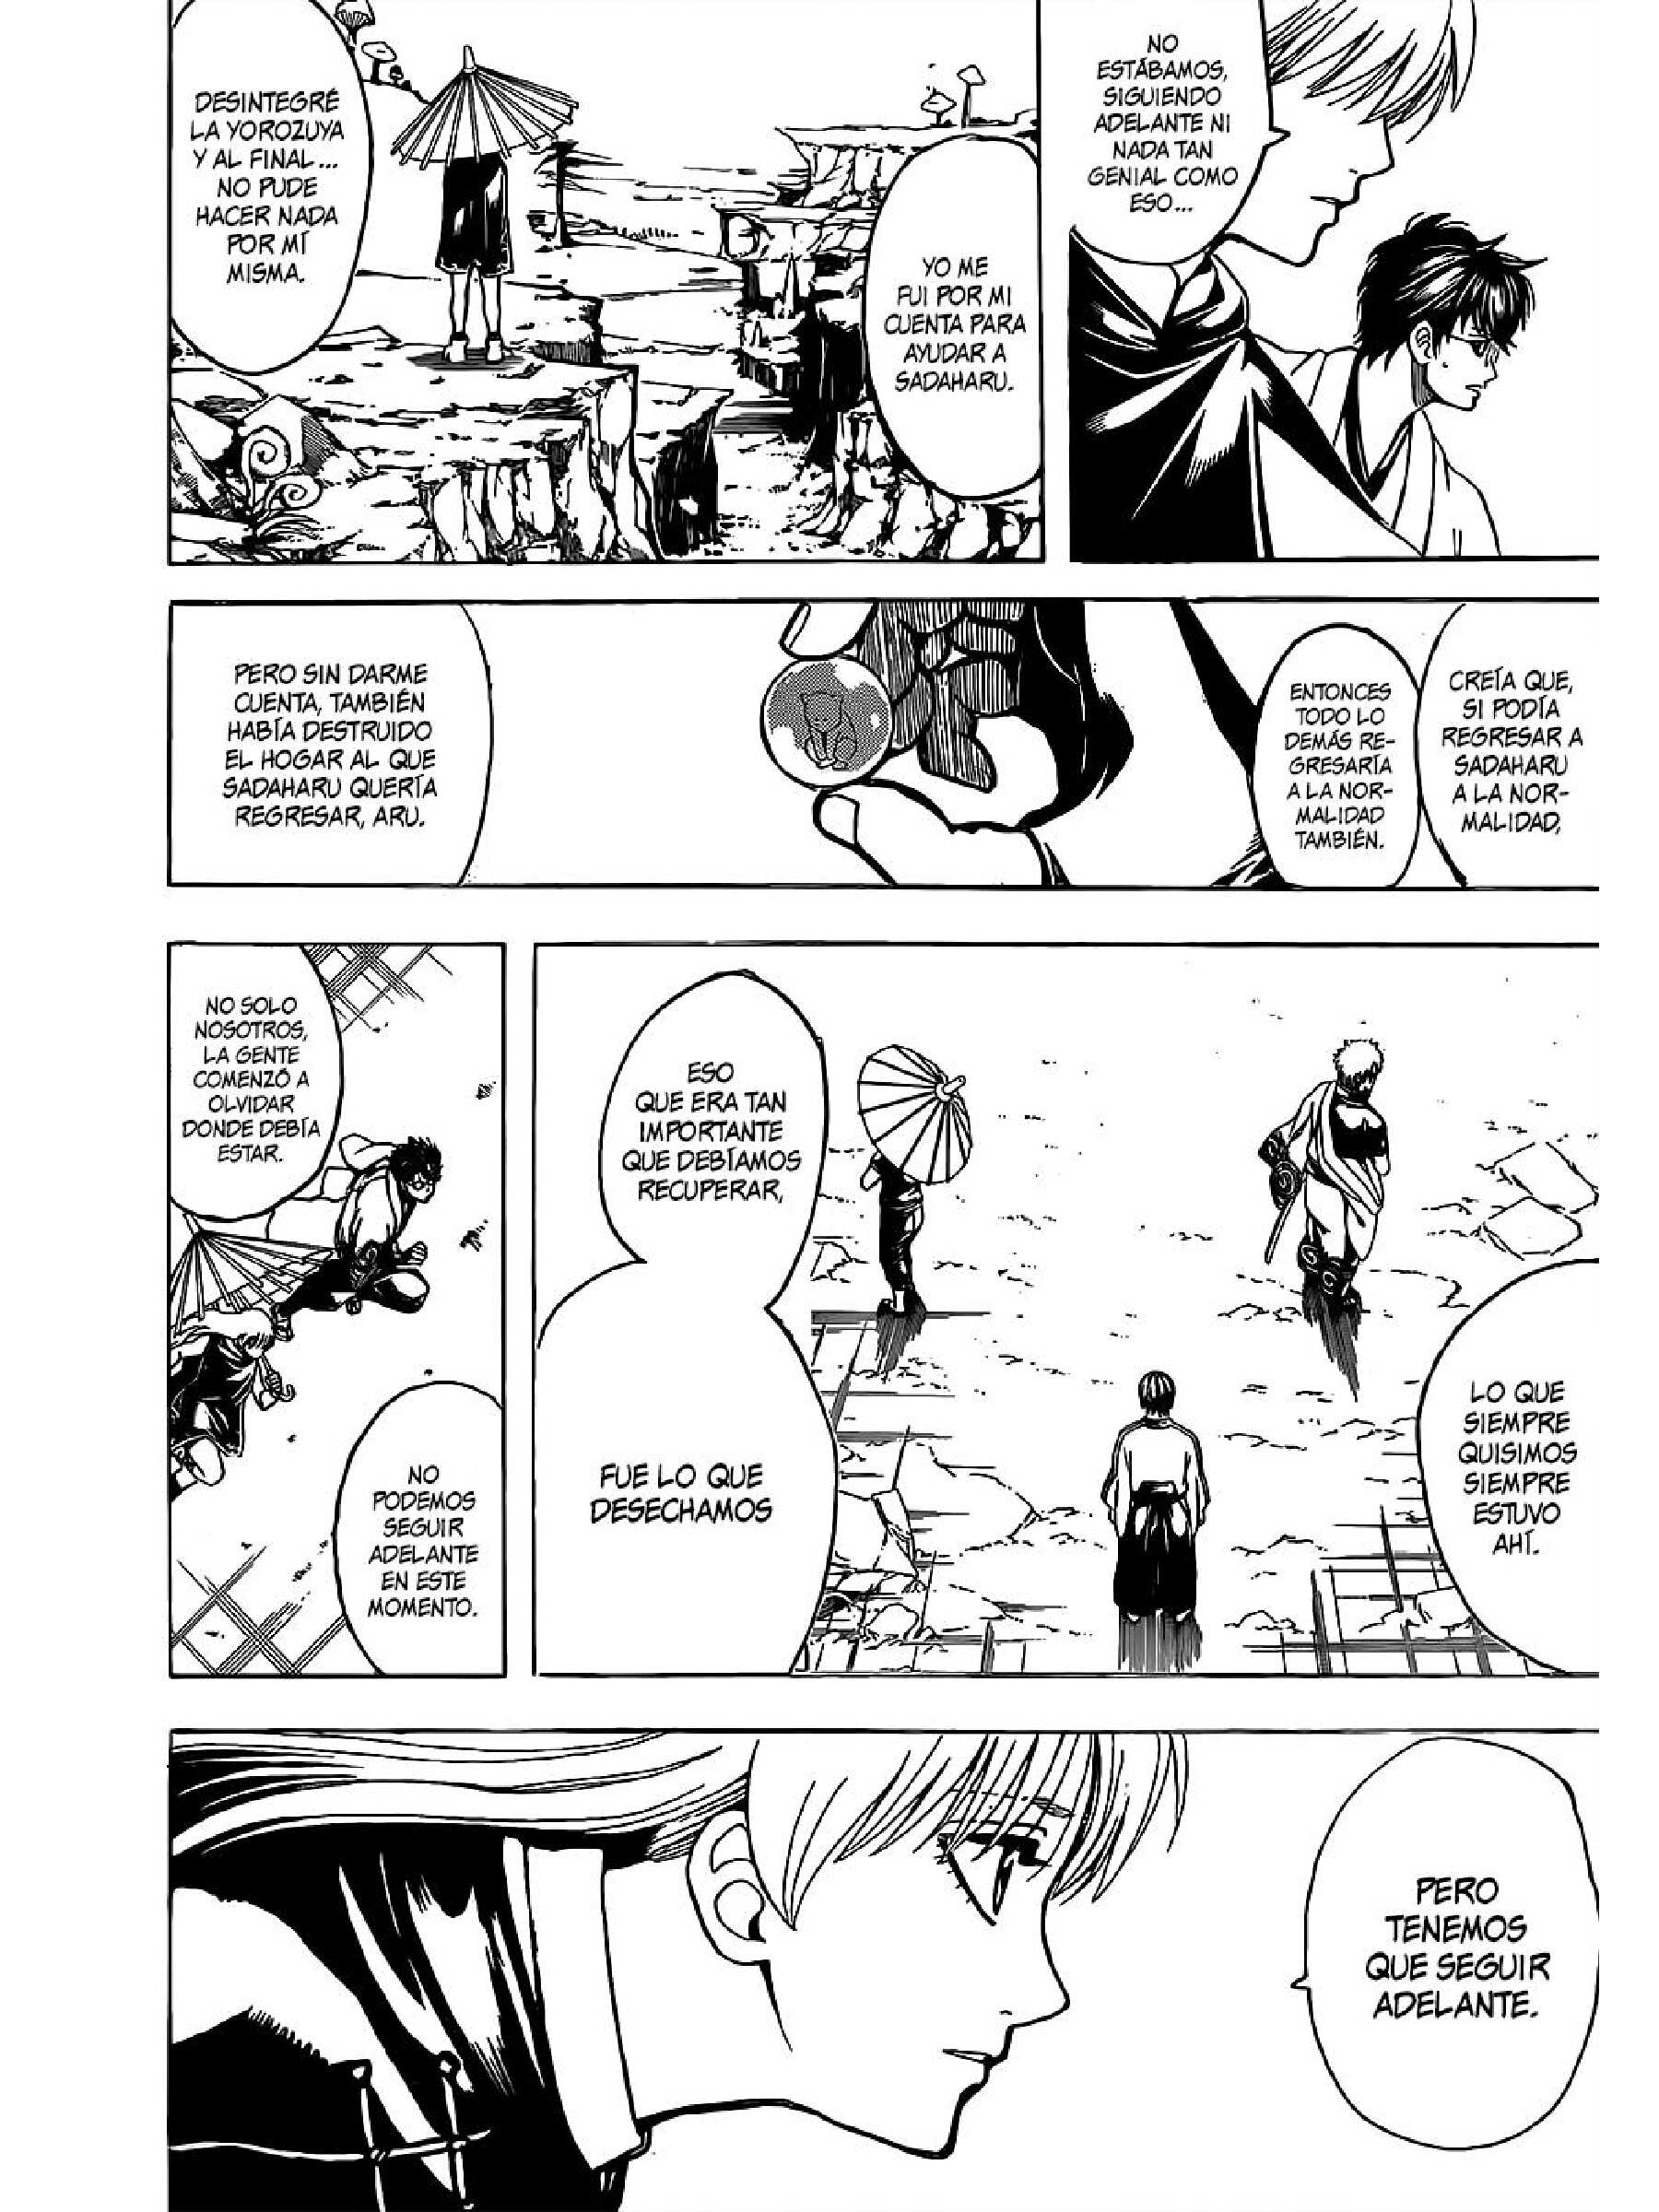 NO
ESTÁBAMOS,
SIGUIENDO
ADELANTE NI
NADA TAN
GENIAL COMO
ESO...
YO ME
FUI POR MI
CUENTA PARA
AYUDAR A
SADAHARU.
DESINTEGRÉ
LA YOROZUYA
Y AL FINAL...
NO PUDE
HACER NADA
POR MÍ
MISMA.
CREÍA QUE,
SI PODÍA
REGRESAR A
SADAHARU
A LA NOR-
MALIDAD,
ENTONCES
TODO LO
DEMÁS RE-
GRESARÍA
A LA NOR-
MALIDAD
TAMBIÉN.
PERO SIN DARME
CUENTA, TAMBIÉN
HABÍA DESTRUIDO
EL HOGAR AL QUE
SADAHARU QUERÍA
REGRESAR, ARU.
LO QUE
SIEMPRE
QUISIMOS
SIEMPRE
ESTUVO
AHÍ.
ESO
QUE ERA TAN
IMPORTANTE
QUE DEBÍAMOS
RECUPERAR,
FUE LO QUE
DESECHAMOS
NO SOLO
NOSOTROS,
LA GENTE
COMENZÓ A
OLVIDAR
DONDE DEBÍA
ESTAR.
NO
PODEMOS
SEGUIR
ADELANTE
EN ESTE
MOMENTO.
PERO
TENEMOS
QUE SEGUIR
ADELANTE.